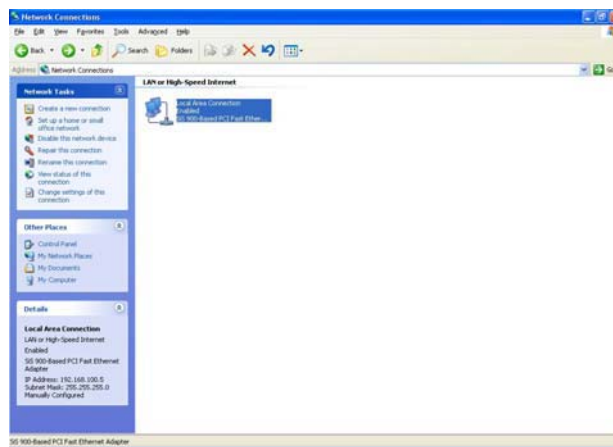 Network Connections
File Edit View Favorites Tools Advanced Help
Back Search Folders
Address Network Connections
LAN or High-Speed Internet
Network Tasks
Create a new connection
Set up a home or small
office network
Disable this network device
Repair this connection
Rename this connection
View status of this
connection
Change settings of this
connection
Other Places
Control Panel
My Network Places
My Documents
My Computer
Details
Local Area Connection
LAN or High-Speed Internet
Enabled
SiS 900-Based PCI Fast Ethernet
Adapter
IP Address: 192.168.100.5
Subnet Mask: 255.255.255.0
Manually Configured
Local Area Connection
Enabled
SiS 900-Based PCI Fast Ether...
SiS 900-Based PCI Fast Ethernet Adapter